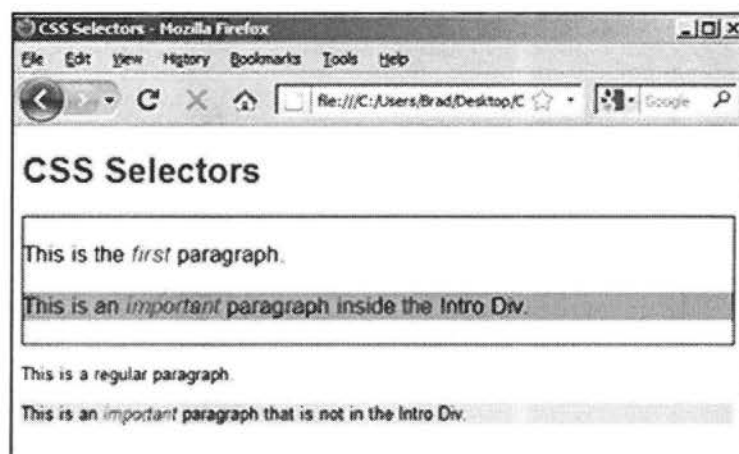 CSS Selectors - Mozilla Firefox
File Edit View History Bookmarks Tools Help
file:///C:/Users/Brad/Desktop/C Google
CSS Selectors
This is the first paragraph.
This is an important paragraph inside the Intro Div.
This is a regular paragraph.
This is an important paragraph that is not in the Intro Div.